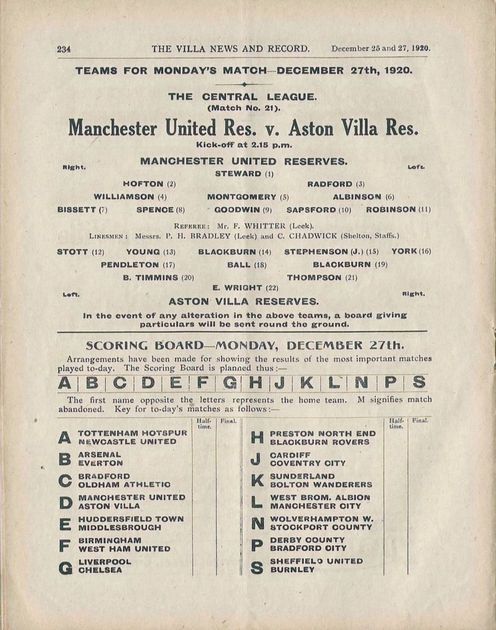 234 THE VILLA NEWS AND RECORD. December 25 and 27, 1920.
TEAMS FOR MONDAY'S MATCH—DECEMBER 27th, 1920.
THE CENTRAL LEAGUE.
(Match No. 21).
Manchester United Res. v. Aston Villa Res.
Kick-off at 2.15 p.m.
MANCHESTER UNITED RESERVES.
Right. Left.
STEWARD (1)
HOFTON (2) RADFORD (3)
WILLIAMSON (4) MONTGOMERY (5) ALBINSON (6)
BISSETT (7) SPENCE (8) GOODWIN (9) SAPSFORD (10) ROBINSON (11)
REFEREE: Mr. F. WHITTER (Leek).
LINESMEN: Messrs. P. H. BRADLEY (Leek) and C. CHADWICK (Shelton, Staffs.)
STOTT (12) YOUNG (13) BLACKBURN (14) STEPHENSON (J.) (15) YORK (16)
PENDLETON (17) BALL (18) BLACKBURN (19)
B. TIMMINS (20) THOMPSON (21)
E. WRIGHT (22)
Left. Right.
ASTON VILLA RESERVES.
In the event of any alteration in the above teams, a board giving
particulars will be sent round the ground.
SCORING BOARD—MONDAY, DECEMBER 27th.
Arrangements have been made for showing the results of the most important matches
played to-day. The Scoring Board is planned thus:—
A B C D E F G H J K L N P S
The first name opposite the letters represents the home team. M signifies match
abandoned. Key for to-day's matches as follows:—
Half-time. Final.
A TOTTENHAM HOTSPUR
NEWCASTLE UNITED
B ARSENAL
EVERTON
C BRADFORD
OLDHAM ATHLETIC
D MANCHESTER UNITED
ASTON VILLA
E HUDDERSFIELD TOWN
MIDDLESBROUGH
F BIRMINGHAM
WEST HAM UNITED
G LIVERPOOL
CHELSEA
Half-time. Final.
H PRESTON NORTH END
BLACKBURN ROVERS
J CARDIFF
COVENTRY CITY
K SUNDERLAND
BOLTON WANDERERS
L WEST BROM. ALBION
MANCHESTER CITY
N WOLVERHAMPTON W.
STOCKPORT COUNTY
P DERBY COUNTY
BRADFORD CITY
S SHEFFIELD UNITED
BURNLEY